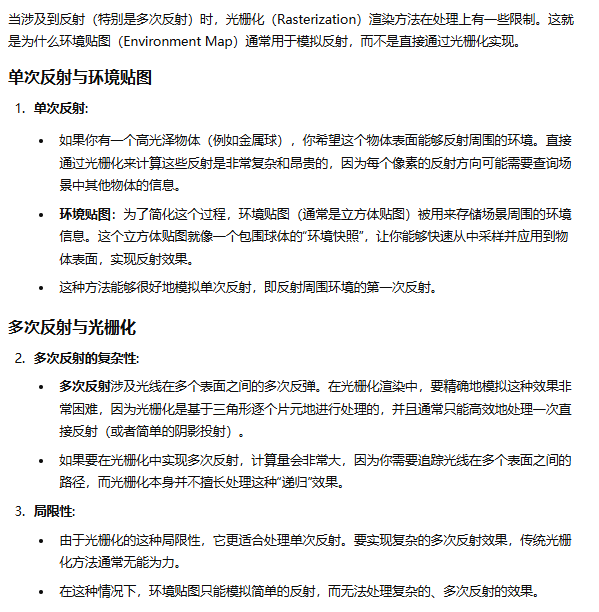 当涉及到反射（特别是多次反射）时，光栅化（Rasterization）渲染方法在处理上有一些限制。这就
是为什么环境贴图（Environment Map）通常用于模拟反射，而不是直接通过光栅化实现。
单次反射与环境贴图
1. 单次反射:
• 如果你有一个高光泽物体（例如金属球），你希望这个物体表面能够反射周围的环境。直接
通过光栅化来计算这些反射是非常复杂和昂贵的，因为每个像素的反射方向可能需要查询场
景中其他物体的信息。
• 环境贴图：为了简化这个过程，环境贴图（通常是立方体贴图）被用来存储场景周围的环境
信息。这个立方体贴图就像一个包围球体的“环境快照”，让你能够快速从中采样并应用到物
体表面，实现反射效果。
• 这种方法能够很好地模拟单次反射，即反射周围环境的第一次反射。
多次反射与光栅化
2. 多次反射的复杂性:
• 多次反射涉及光线在多个表面之间的多次反弹。在光栅化渲染中，要精确地模拟这种效果非
常困难，因为光栅化是基于三角形逐个片元地进行处理的，并且通常只能高效地处理一次直
接反射（或者简单的阴影投射）。
• 如果要在光栅化中实现多次反射，计算量会非常大，因为你需要追踪光线在多个表面之间的
路径，而光栅化本身并不擅长处理这种“递归”效果。
3. 局限性:
• 由于光栅化的这种局限性，它更适合处理单次反射。要实现复杂的多次反射效果，传统光栅
化方法通常无能为力。
• 在这种情况下，环境贴图只能模拟简单的反射，而无法处理复杂的、多次反射的效果。